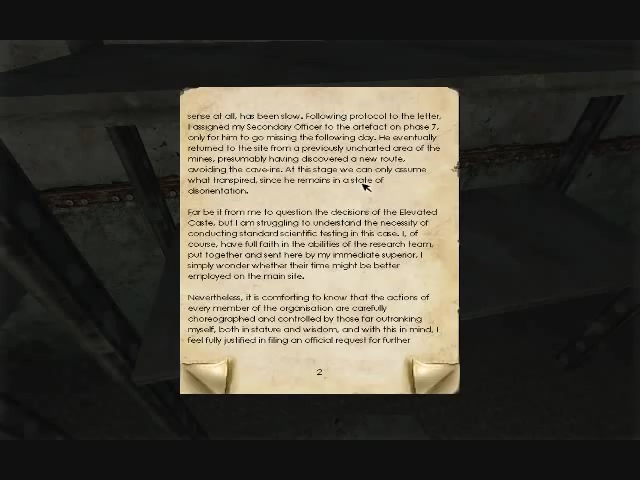 sense at all, has been slow. Following protocol to the letter,
I assigned my Secondary Officer to the artefact on phase 7,
only for him to go missing the following day. He eventually
returned to the site from a previously uncharted area of the
mines, presumably having discovered a new route,
avoiding the cave-ins. At this stage we can only assume
what transpired, since he remains in a state of
disorientation.
Far be it from me to question the decisions of the Elevated
Caste, but I am struggling to understand the necessity of
conducting standard scientific testing in this case. I, of
course, have full faith in the abilities of the research team,
put together and sent here by my immediate superior. I
simply wonder whether their time might be better
employed on the main site.
Nevertheless, it is comforting to know that the actions of
every member of the organisation are carefully
choreographed and controlled by those far outranking
myself, both in stature and wisdom, and with this in mind, I
feel fully justified in filing an official request for further
2